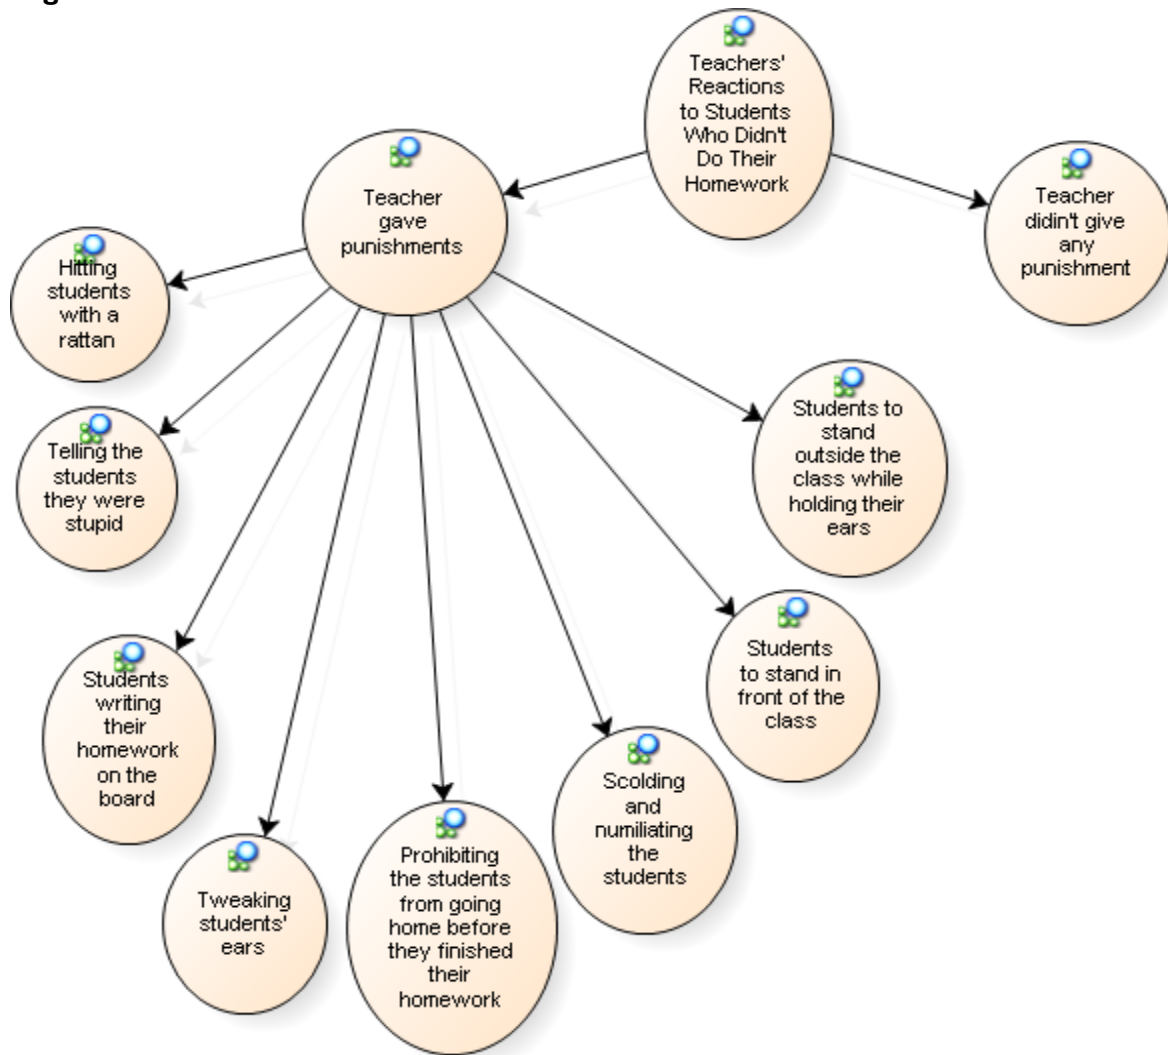 Teachers'
Reactions
to Students
Who Didn't
Do Their
Homework
Teacher
gave
punishments
Teacher
didin't give
any
punishment
Hitting
students
with a
rattan
Telling the
students
they were
stupid
Students
writing
their
homework
on the
board
Tweaking
students'
ears
Prohibiting
the students
from going
home before
they finished
their
homework
Scolding
and
numiliating
the
students
Students
to stand in
front of the
class
Students to
stand
outside the
class while
holding their
ears